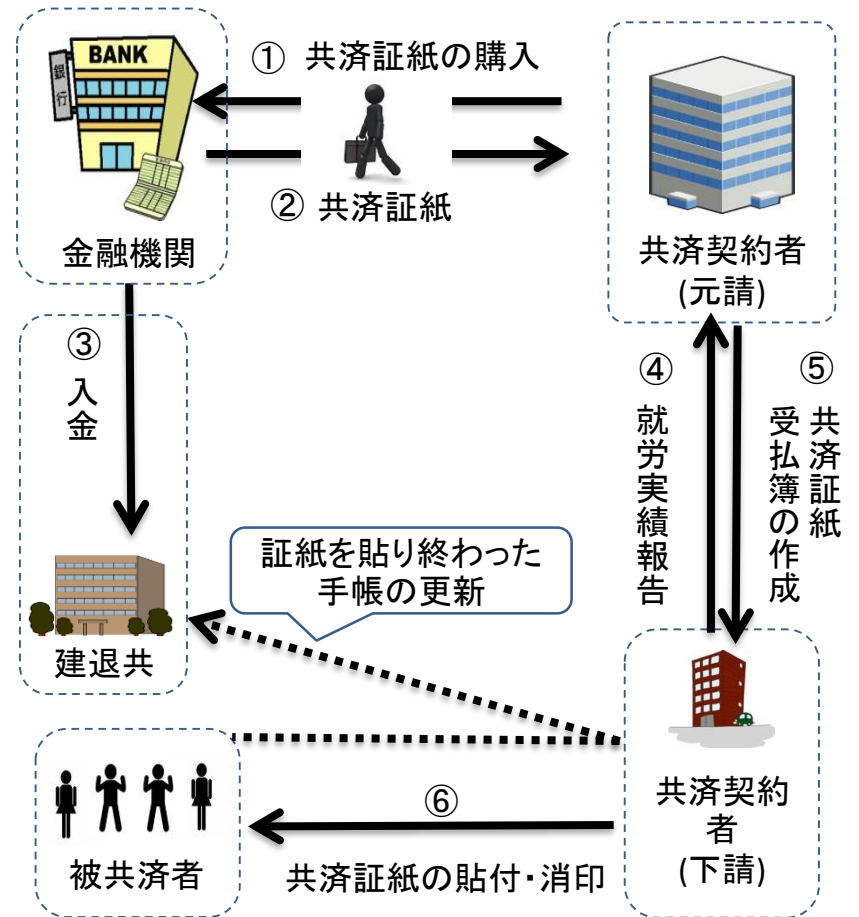 BANK
銀行
① 共済証紙の購入
② 共済証紙
金融機関
共済契約者
(元請)
③
入金
④
就労実績報告
⑤
共済証紙
受払簿の作成
証紙を貼り終わった
手帳の更新
建退共
⑥
共済証紙の貼付・消印
被共済者
共済契約
者
(下請)